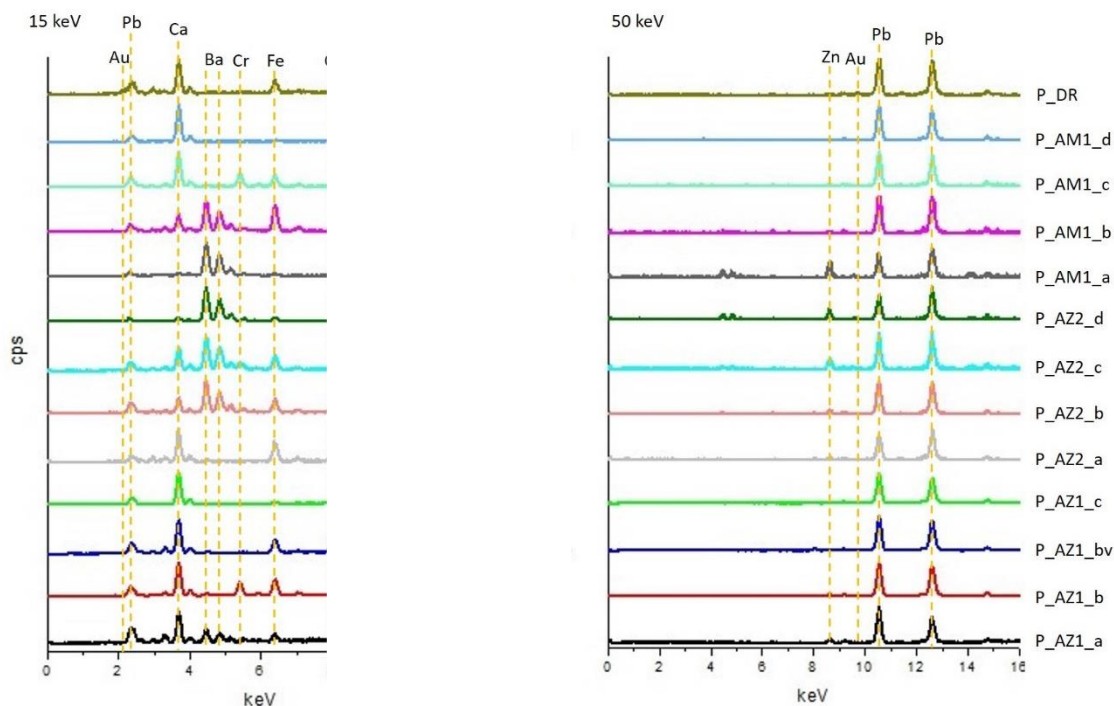 15 keV
Pb
Ca
Au
Ba
Cr
Fe
cps
0
2
4
6
keV
50 keV
Pb
Pb
Zn
Au
P_DR
P_AM1_d
P_AM1_c
P_AM1_b
P_AM1_a
P_AZ2_d
P_AZ2_c
P_AZ2_b
P_AZ2_a
P_AZ1_c
P_AZ1_bv
P_AZ1_b
P_AZ1_a
0
2
4
6
8
10
12
14
16
keV